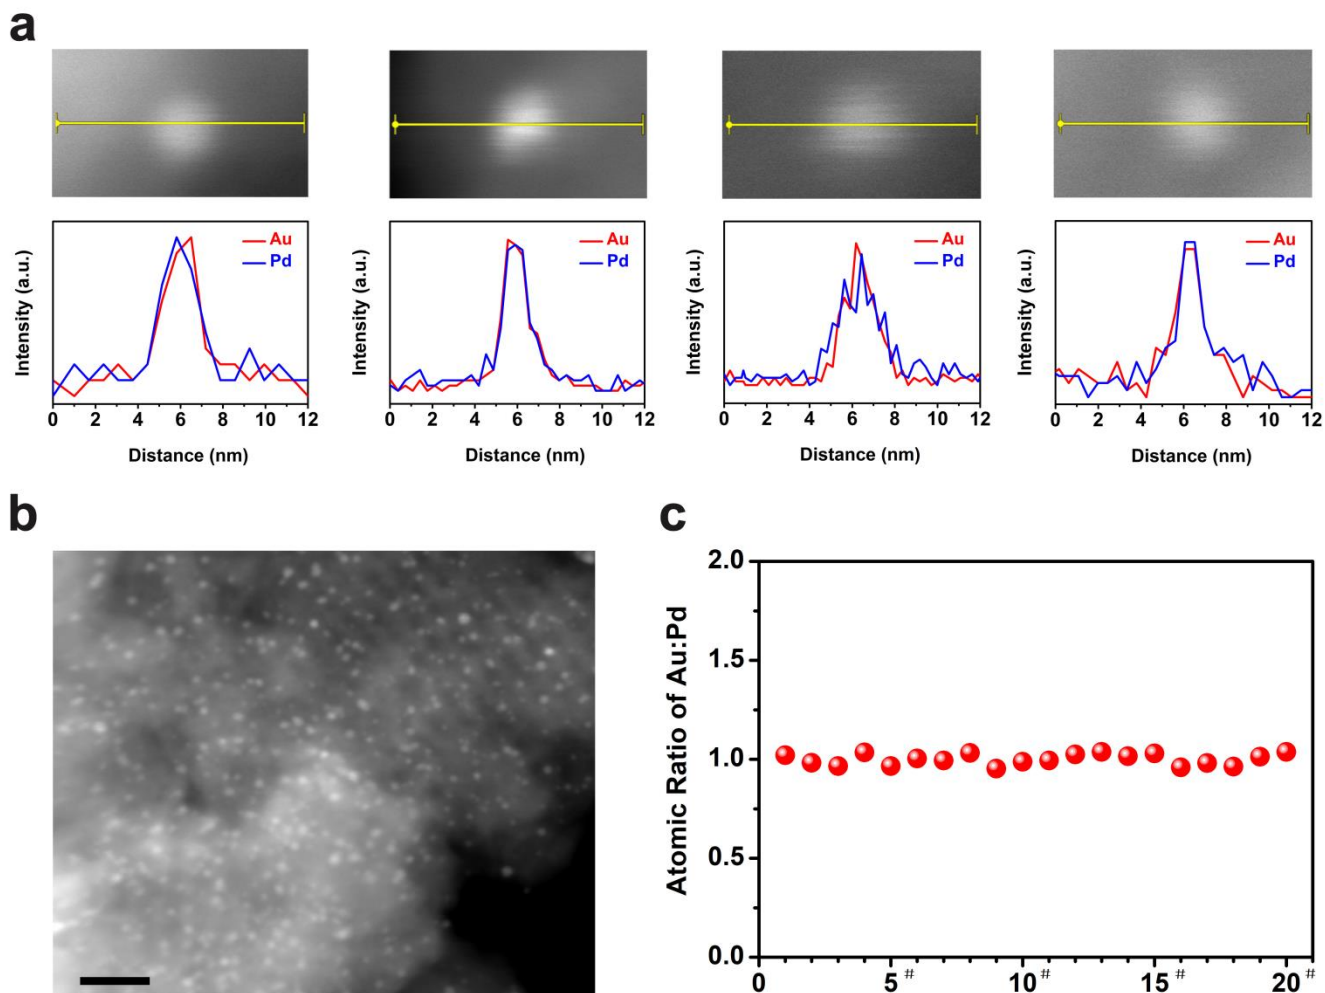 a
Au
Pd
Intensity (a.u.)
0 2 4 6 8 10 12
Distance (nm)
Au
Pd
Intensity (a.u.)
0 2 4 6 8 10 12
Distance (nm)
Au
Pd
Intensity (a.u.)
0 2 4 6 8 10 12
Distance (nm)
Au
Pd
Intensity (a.u.)
0 2 4 6 8 10 12
Distance (nm)
b
c
Atomic Ratio of Au:Pd
2.0
1.5
1.0
0.5
0.0
0 5# 10# 15# 20#